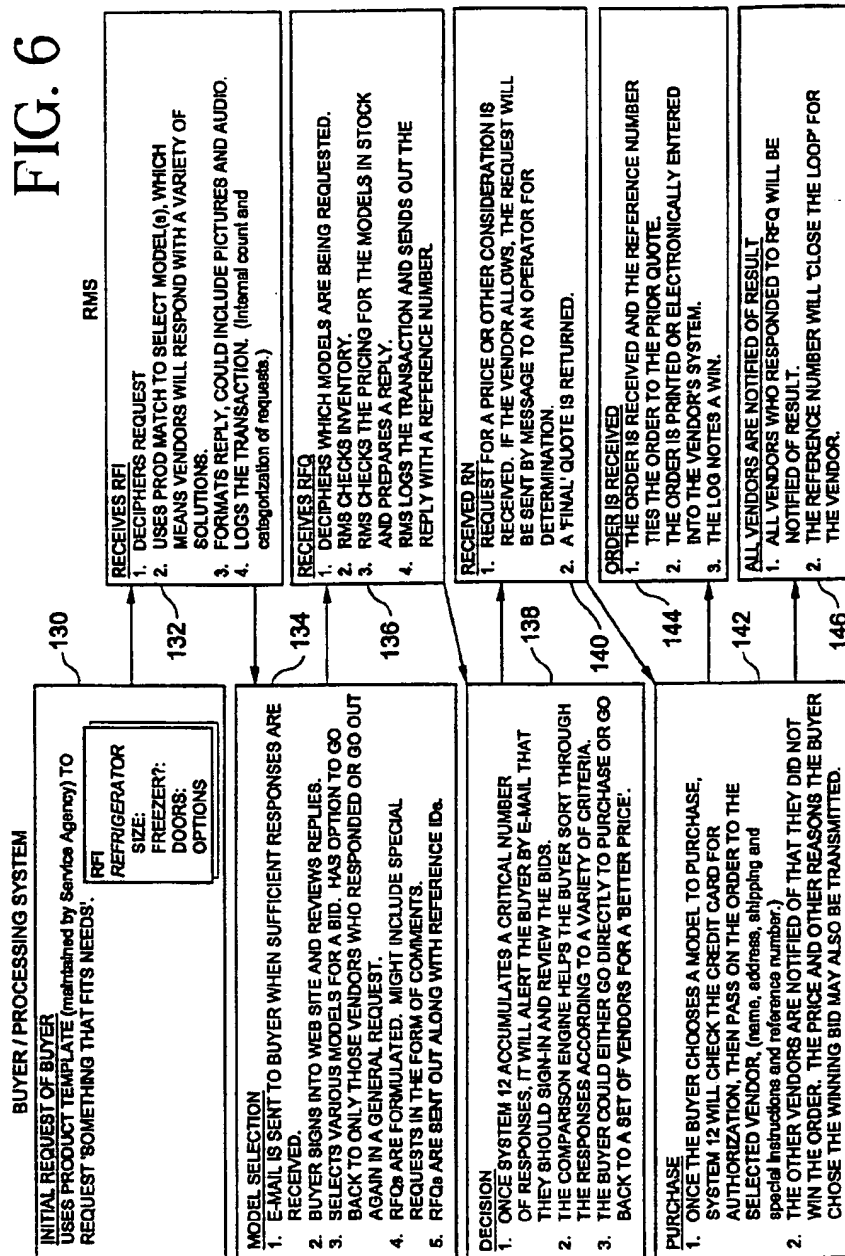 FIG. 6
BUYER / PROCESSING SYSTEM
RMS
INITIAL REQUEST OF BUYER
USES PRODUCT TEMPLATE (maintained by Service Agency) TO
REQUEST 'SOMETHING THAT FITS NEEDS'.
RFI
REFRIGERATOR
SIZE:
FREEZER?:
DOORS:
OPTIONS
130
RECEIVES RFI
1. DECIPHERS REQUEST
2. USES PROD MATCH TO SELECT MODEL(s), WHICH
MEANS VENDORS WILL RESPOND WITH A VARIETY OF
SOLUTIONS.
3. FORMATS REPLY, COULD INCLUDE PICTURES AND AUDIO.
4. LOGS THE TRANSACTION. (Internal count and
categorization of requests.)
132
MODEL SELECTION
1. E-MAIL IS SENT TO BUYER WHEN SUFFICIENT RESPONSES ARE
RECEIVED.
2. BUYER SIGNS INTO WEB SITE AND REVIEWS REPLIES.
3. SELECTS VARIOUS MODELS FOR A BID. HAS OPTION TO GO
BACK TO ONLY THOSE VENDORS WHO RESPONDED OR GO OUT
AGAIN IN A GENERAL REQUEST.
4. RFQs ARE FORMULATED. MIGHT INCLUDE SPECIAL
REQUESTS IN THE FORM OF COMMENTS.
5. RFQs ARE SENT OUT ALONG WITH REFERENCE IDs.
134
RECEIVES RFQ
1. DECIPHERS WHICH MODELS ARE BEING REQUESTED.
2. RMS CHECKS INVENTORY.
3. RMS CHECKS THE PRICING FOR THE MODELS IN STOCK
AND PREPARES A REPLY.
4. RMS LOGS THE TRANSACTION AND SENDS OUT THE
REPLY WITH A REFERENCE NUMBER.
136
DECISION
1. ONCE SYSTEM 12 ACCUMULATES A CRITICAL NUMBER
OF RESPONSES, IT WILL ALERT THE BUYER BY E-MAIL THAT
THEY SHOULD SIGN-IN AND REVIEW THE BIDS.
2. THE COMPARISON ENGINE HELPS THE BUYER SORT THROUGH
THE RESPONSES ACCORDING TO A VARIETY OF CRITERIA.
3. THE BUYER COULD EITHER GO DIRECTLY TO PURCHASE OR GO
BACK TO A SET OF VENDORS FOR A 'BETTER PRICE'.
138
RECEIVED RN
1. REQUEST FOR A PRICE OR OTHER CONSIDERATION IS
RECEIVED. IF THE VENDOR ALLOWS, THE REQUEST WILL
BE SENT BY MESSAGE TO AN OPERATOR FOR
DETERMINATION.
2. A 'FINAL' QUOTE IS RETURNED.
140
PURCHASE
1. ONCE THE BUYER CHOOSES A MODEL TO PURCHASE,
SYSTEM 12 WILL CHECK THE CREDIT CARD FOR
AUTHORIZATION, THEN PASS ON THE ORDER TO THE
SELECTED VENDOR, (name, address, shipping and
special instructions and reference number.)
2. THE OTHER VENDORS ARE NOTIFIED OF THAT THEY DID NOT
WIN THE ORDER. THE PRICE AND OTHER REASONS THE BUYER
CHOSE THE WINNING BID MAY ALSO BE TRANSMITTED.
142
ORDER IS RECEIVED
1. THE ORDER IS RECEIVED AND THE REFERENCE NUMBER
TIES THE ORDER TO THE PRIOR QUOTE.
2. THE ORDER IS PRINTED OR ELECTRONICALLY ENTERED
INTO THE VENDOR'S SYSTEM.
3. THE LOG NOTES A WIN.
144
ALL VENDORS ARE NOTIFIED OF RESULT
1. ALL VENDORS WHO RESPONDED TO RFQ WILL BE
NOTIFIED OF RESULT.
2. THE REFERENCE NUMBER WILL 'CLOSE THE LOOP' FOR
THE VENDOR.
146